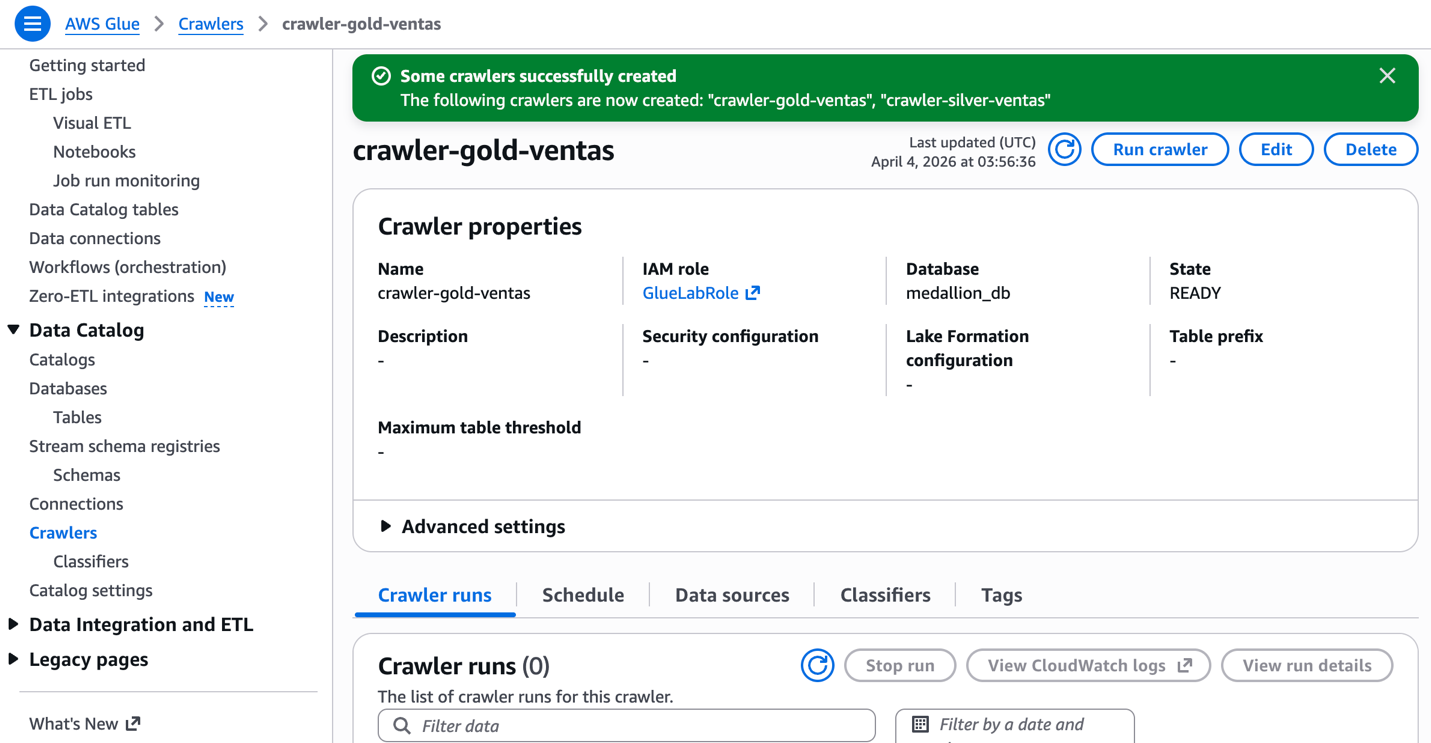 AWS Glue > Crawlers > crawler-gold-ventas
Getting started
ETL jobs
Visual ETL
Notebooks
Job run monitoring
Data Catalog tables
Data connections
Workflows (orchestration)
Zero-ETL integrations New
Data Catalog
Catalogs
Databases
Tables
Stream schema registries
Schemas
Connections
Crawlers
Classifiers
Catalog settings
Data Integration and ETL
Legacy pages
What's New
Some crawlers successfully created
The following crawlers are now created: "crawler-gold-ventas", "crawler-silver-ventas"
crawler-gold-ventas
Last updated (UTC)
April 4, 2026 at 03:56:36
Run crawler
Edit
Delete
Crawler properties
Name
crawler-gold-ventas
IAM role
GlueLabRole
Database
medallion_db
State
READY
Description
-
Security configuration
-
Lake Formation
configuration
-
Table prefix
-
Maximum table threshold
-
Advanced settings
Crawler runs
Schedule
Data sources
Classifiers
Tags
Crawler runs (0)
Stop run
View CloudWatch logs
View run details
The list of crawler runs for this crawler.
Filter data
Filter by a date and